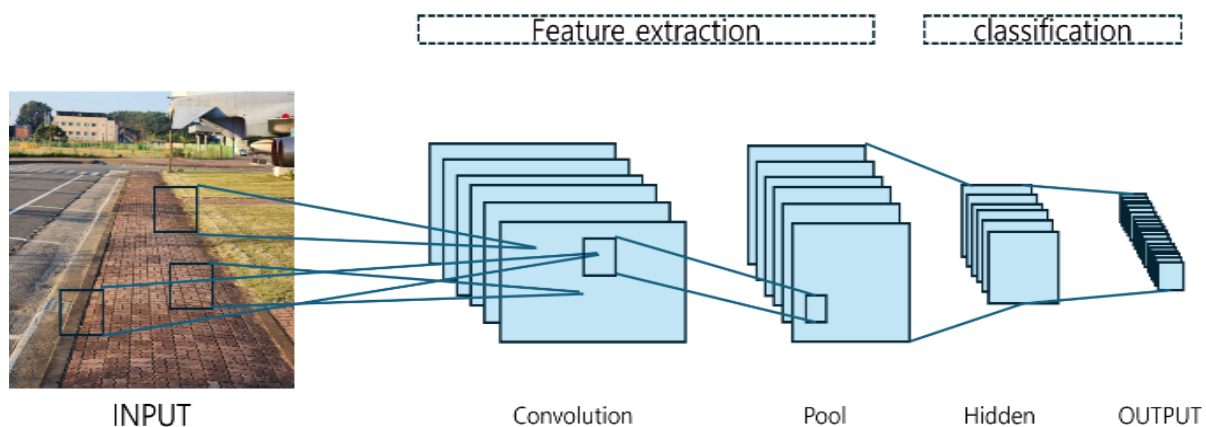 Feature extraction
classification
INPUT
Convolution
Pool
Hidden
OUTPUT